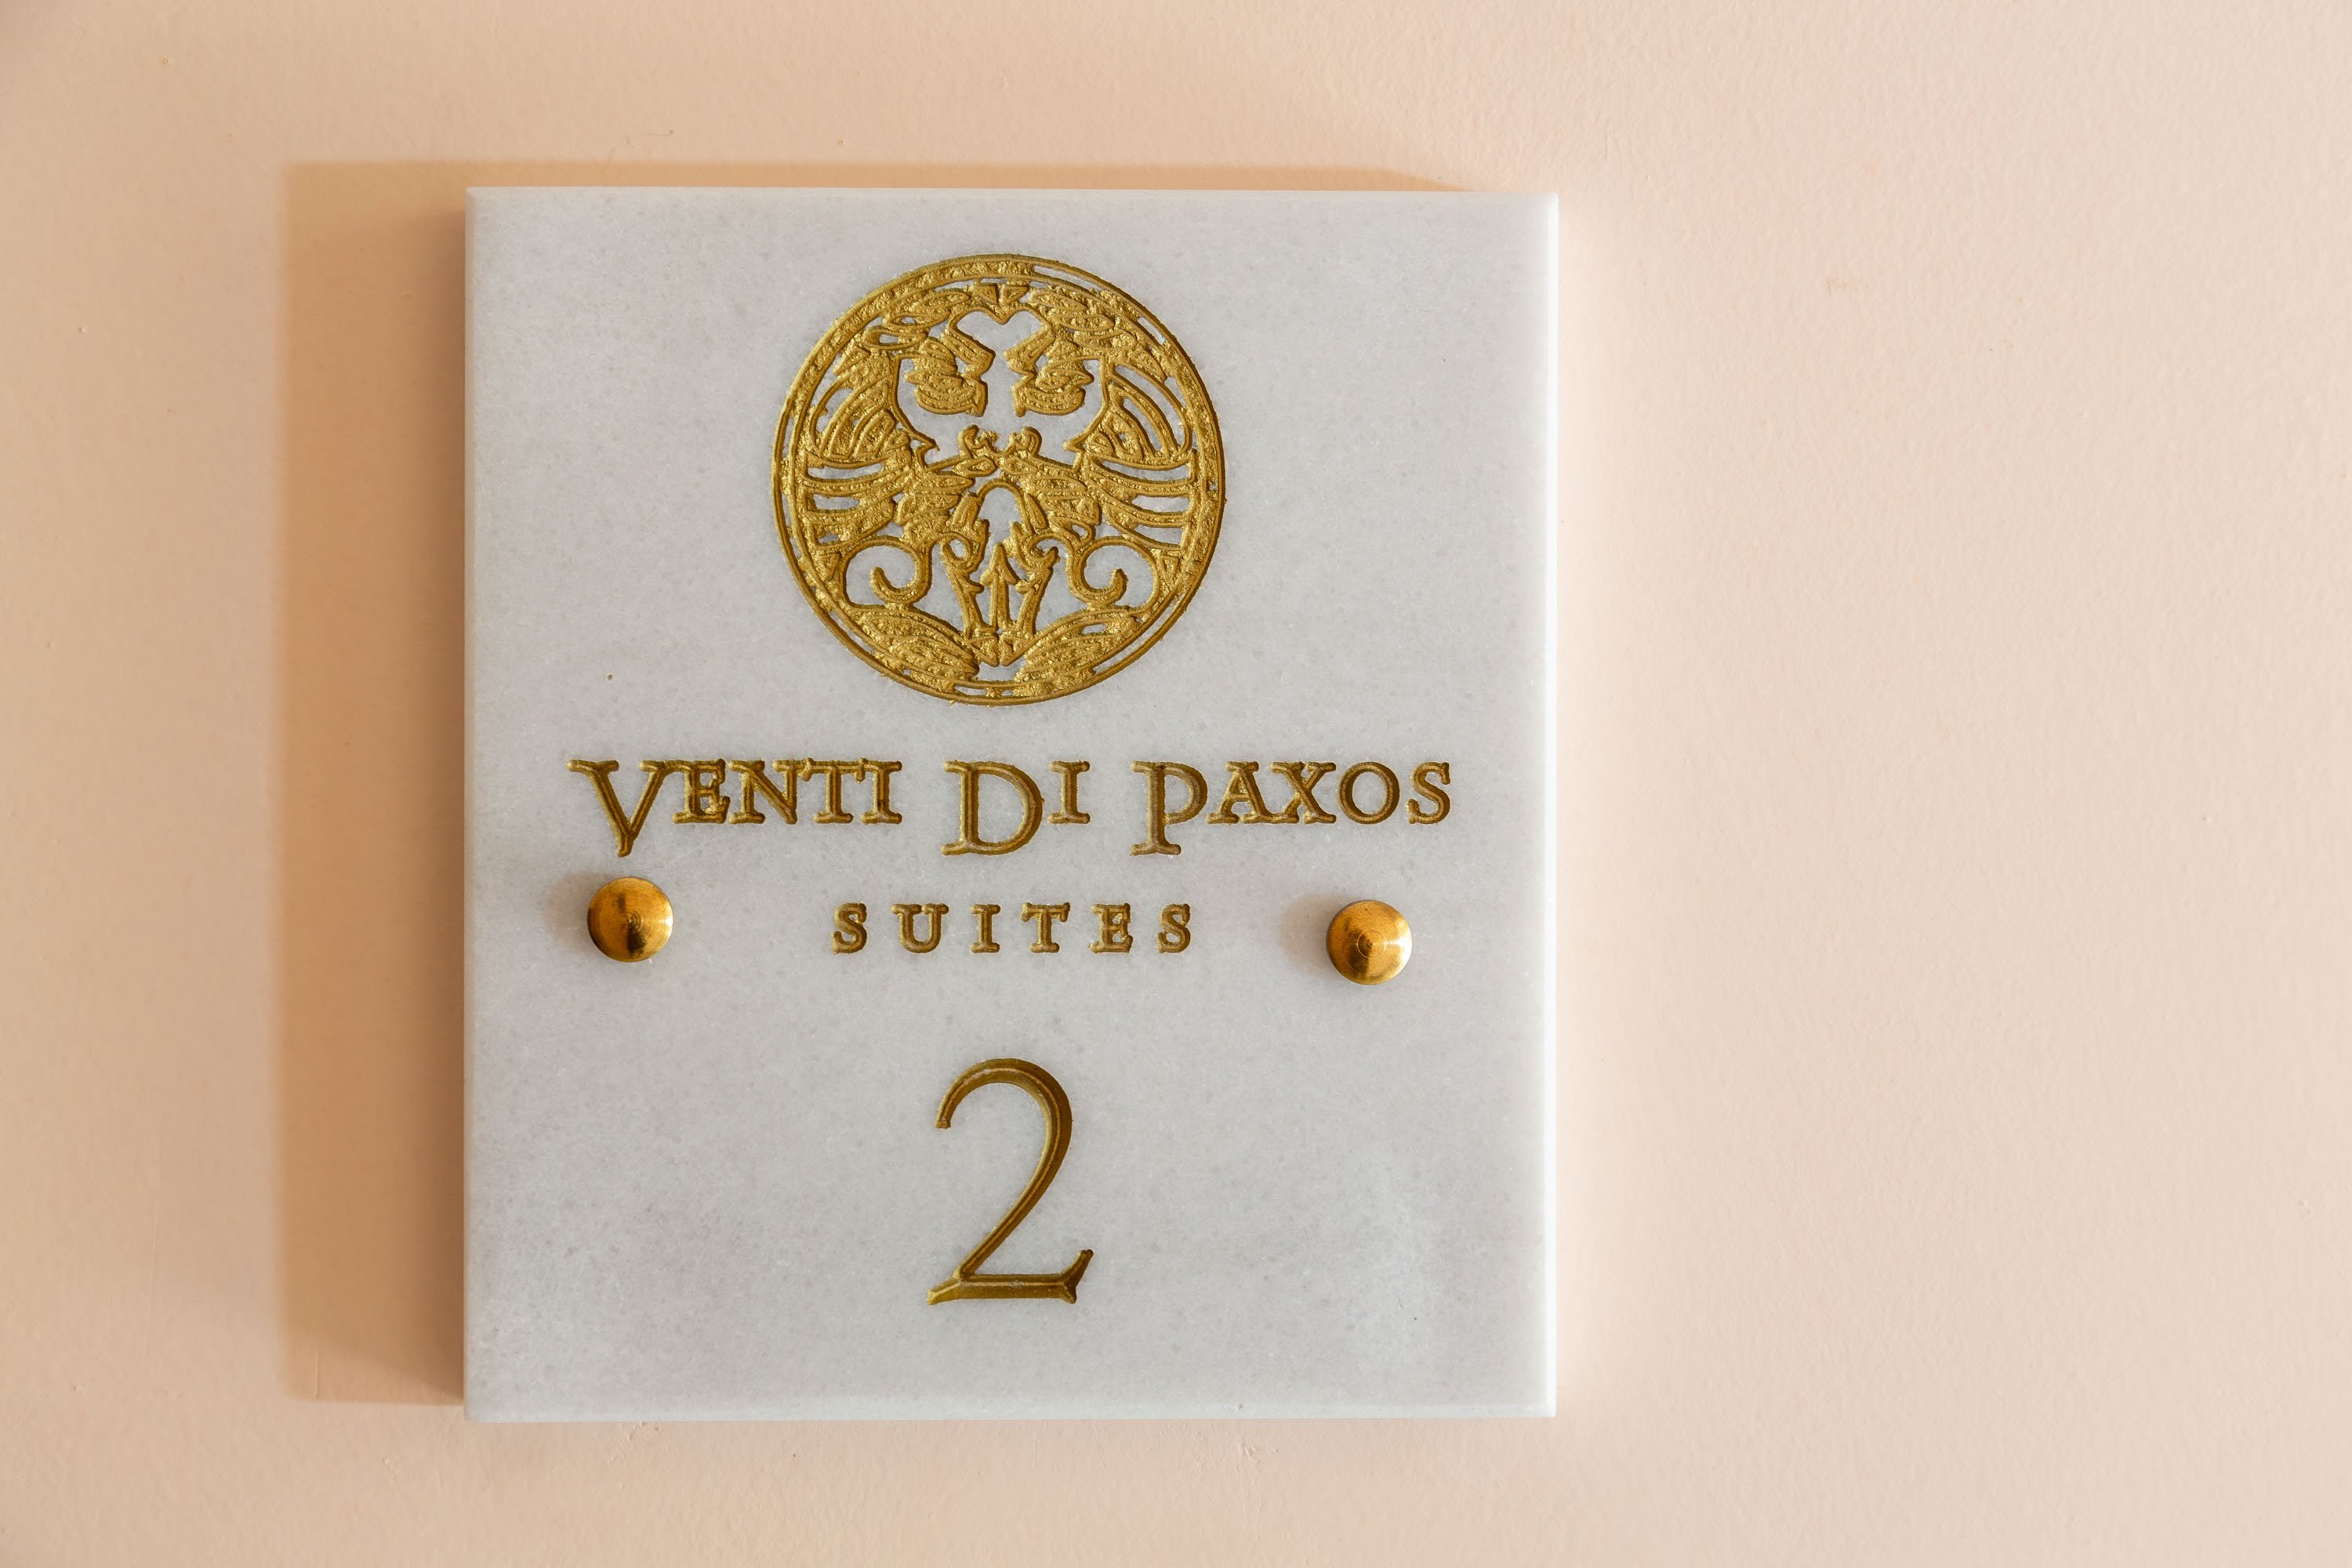 VENTI DI PAXOS
SUITES
2